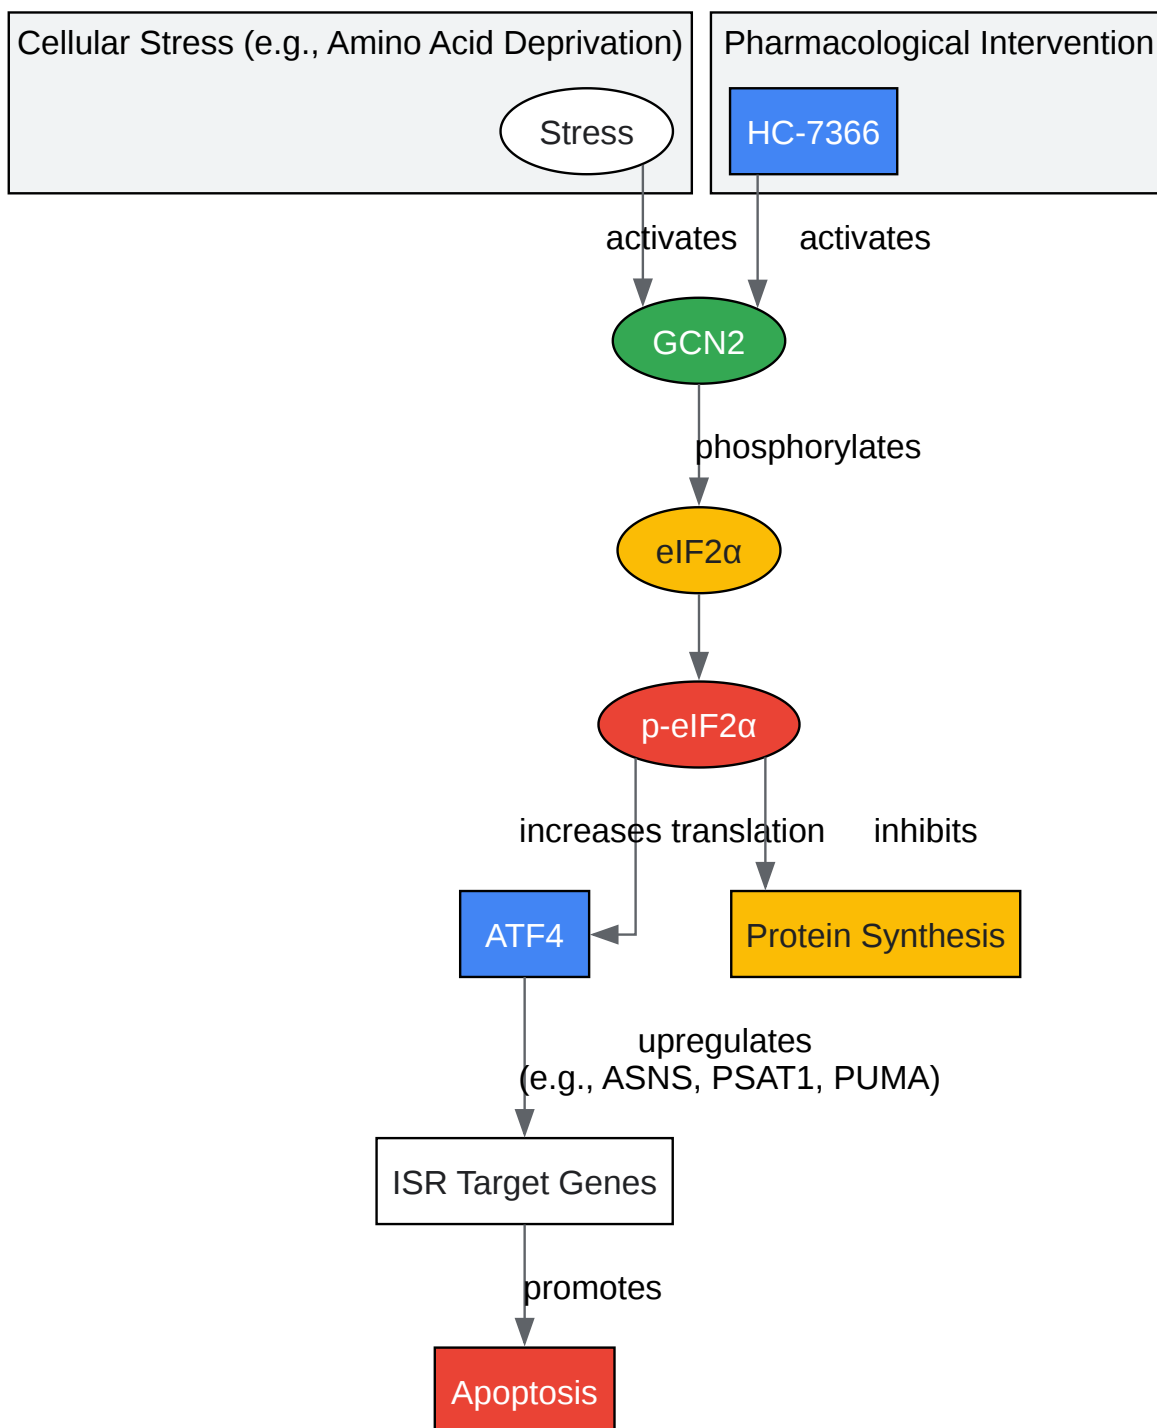 Cellular Stress (e.g., Amino Acid Deprivation)
Pharmacological Intervention
Stress
HC-7366
activates
activates
GCN2
phosphorylates
eIF2α
p-eIF2α
increases translation
inhibits
ATF4
Protein Synthesis
upregulates
(e.g., ASNS, PSAT1, PUMA)
ISR Target Genes
promotes
Apoptosis